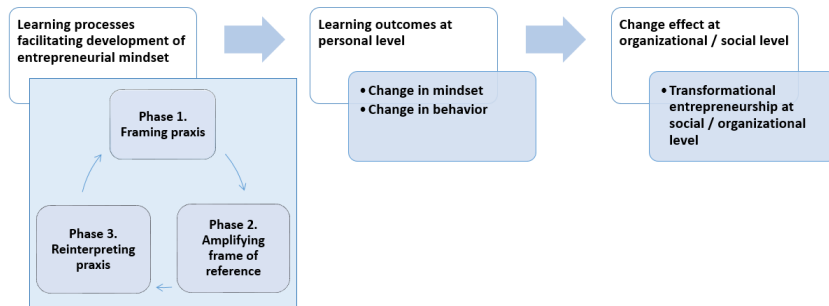 Learning processes
facilitating development of
entrepreneurial mindset
Phase 1.
Framing praxis
Phase 2.
Amplifying
frame of
reference
Phase 3.
Reinterpreting
praxis
Learning outcomes at
personal level
• Change in mindset
• Change in behavior
Change effect at
organizational / social level
• Transformational
entrepreneurship at
social / organizational
level